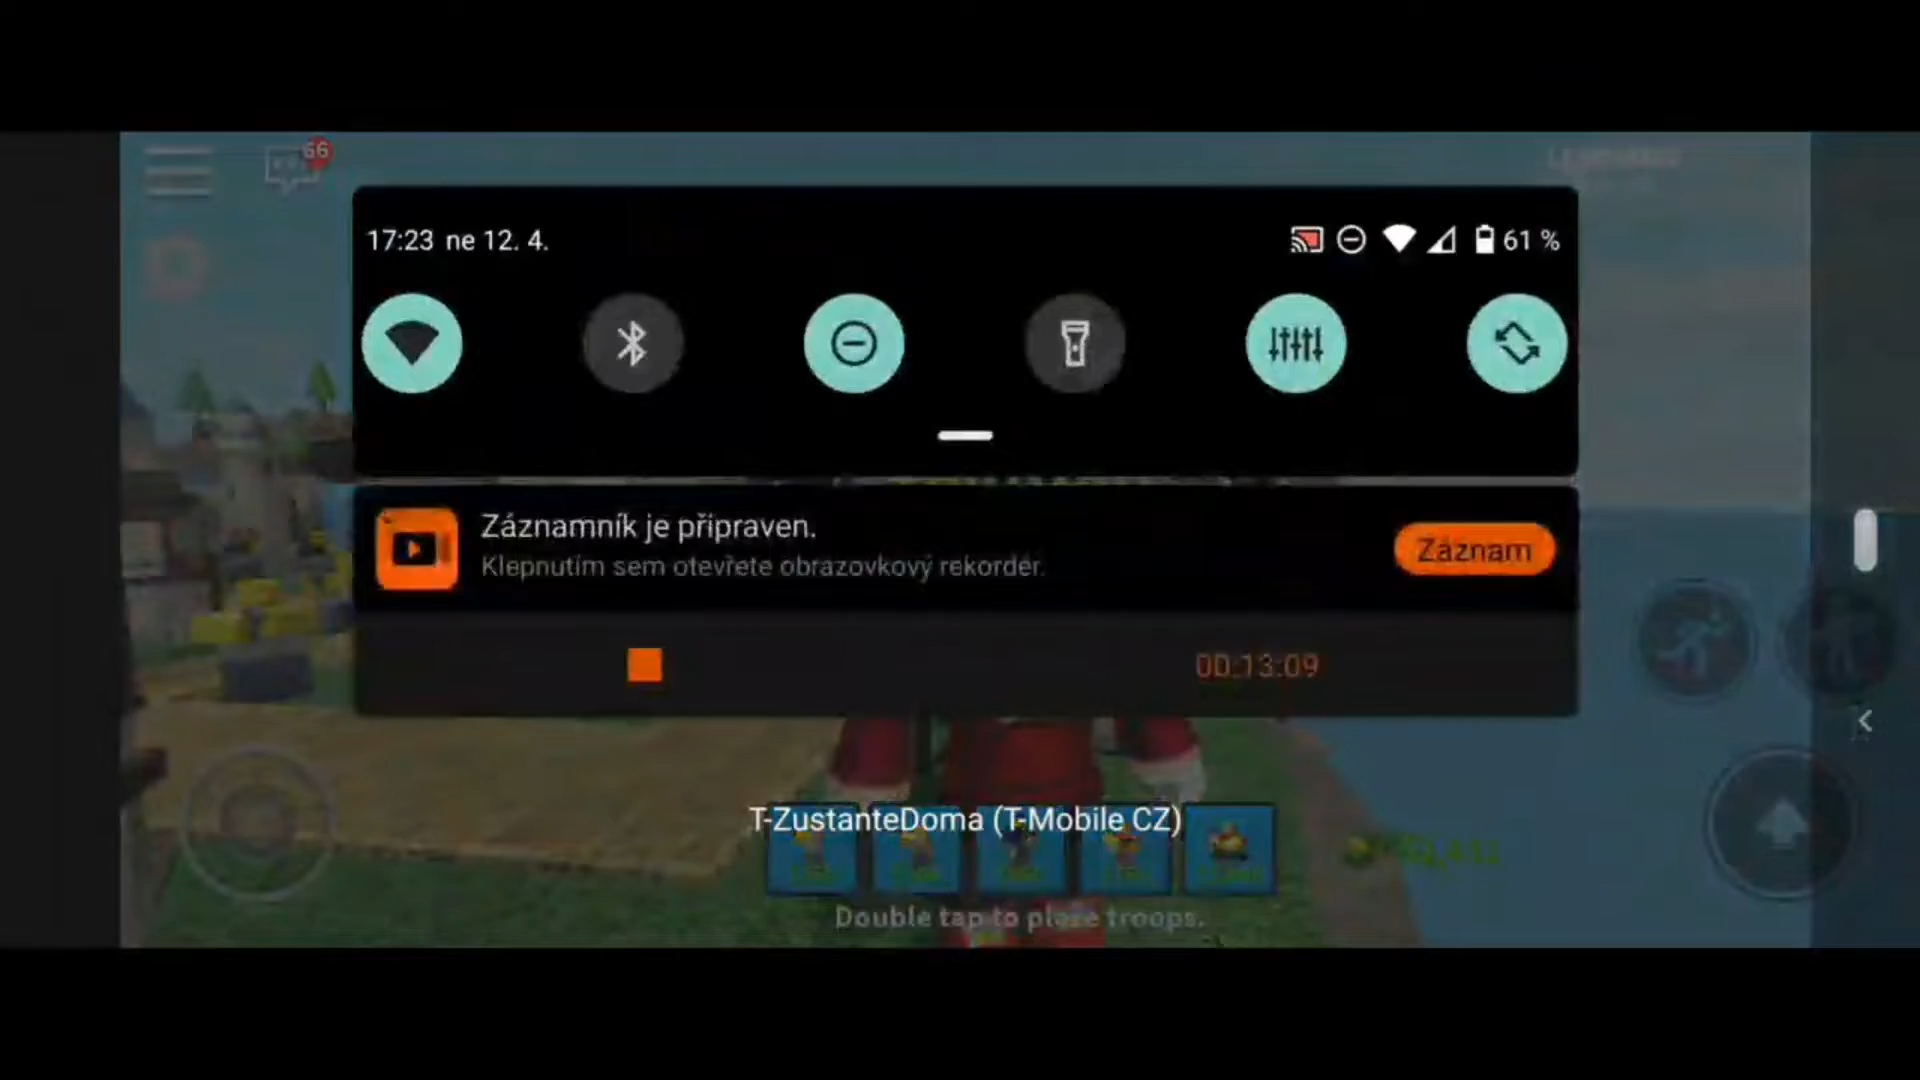 66
17:23 ne 12. 4.
61 %
Záznamník je připraven.
Klepnutím sem otevřete obrazovkový rekordér.
Záznam
00:13:09
T-ZustanteDoma (T-Mobile CZ)
Double tap to place troops.